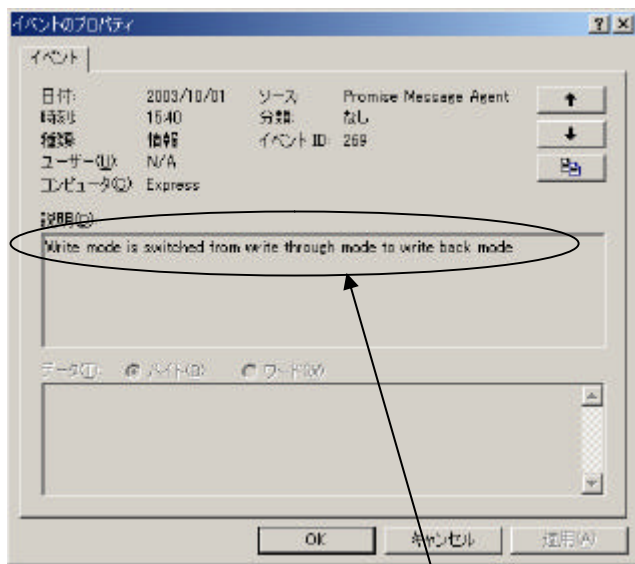 イベントのプロパティ
イベント
日付: 2003/10/01 ソース: Promise Message Agent
時刻: 15:40 分類: なし
種類: 情報 イベント ID: 269
ユーザー(U): N/A
コンピュータ(C): Express
説明(D):
Write mode is switched from write through mode to write back mode
データ(T): バイト(B) ワード(W)
OK キャンセル 適用(A)